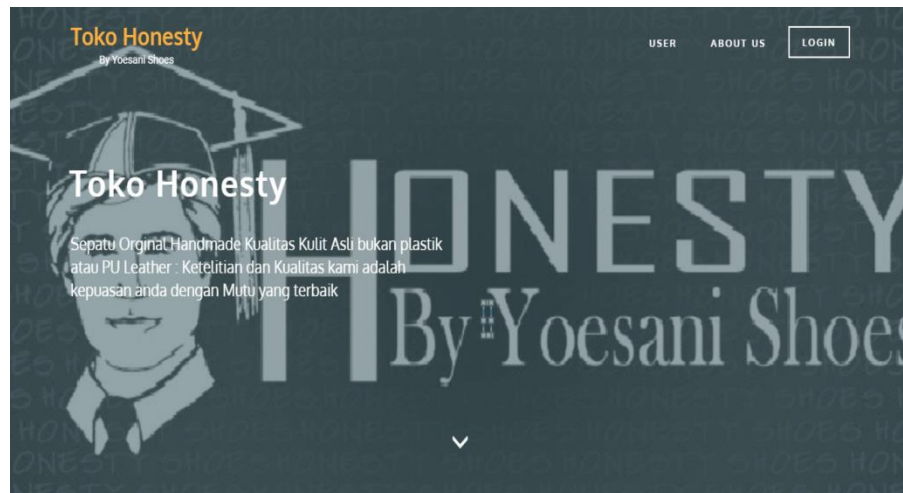 Toko Honesty
By Yoesani Shoes
USER ABOUT US LOGIN
Toko Honesty
Sepatu Orginal Handmade Kualitas Kulit Asli bukan plastik
atau PU Leather : Ketelitian dan Kualitas kami adalah
kepuasan anda dengan Mutu yang terbaik
HONESTY
By Yoesani Shoes